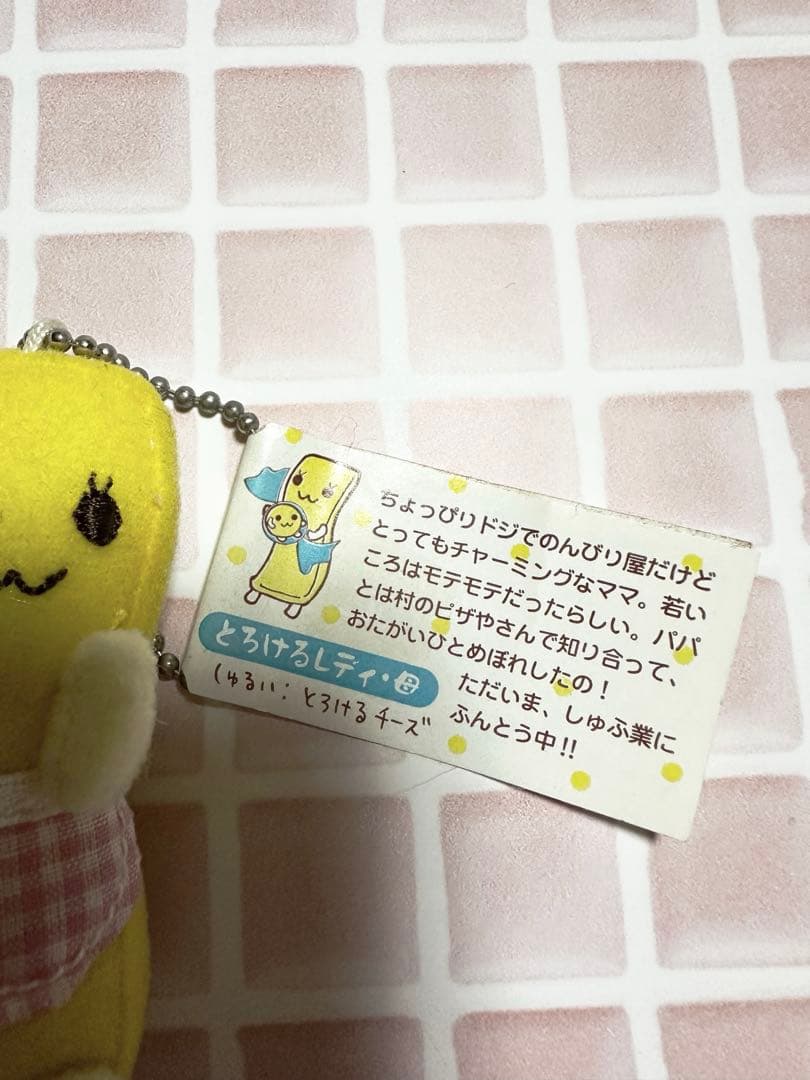 ちょっぴりドジでのんびり屋だけど
とってもチャーミングなママ。若い
ころはモテモテだったらしい。パパ
とは村のピザやさんで知り合って、
おたがいひとめぼれしたの！
ただいま、しゅふ業に
ふんとう中!!
とろけるレディ・母
しゅるい：とろけるチーズ